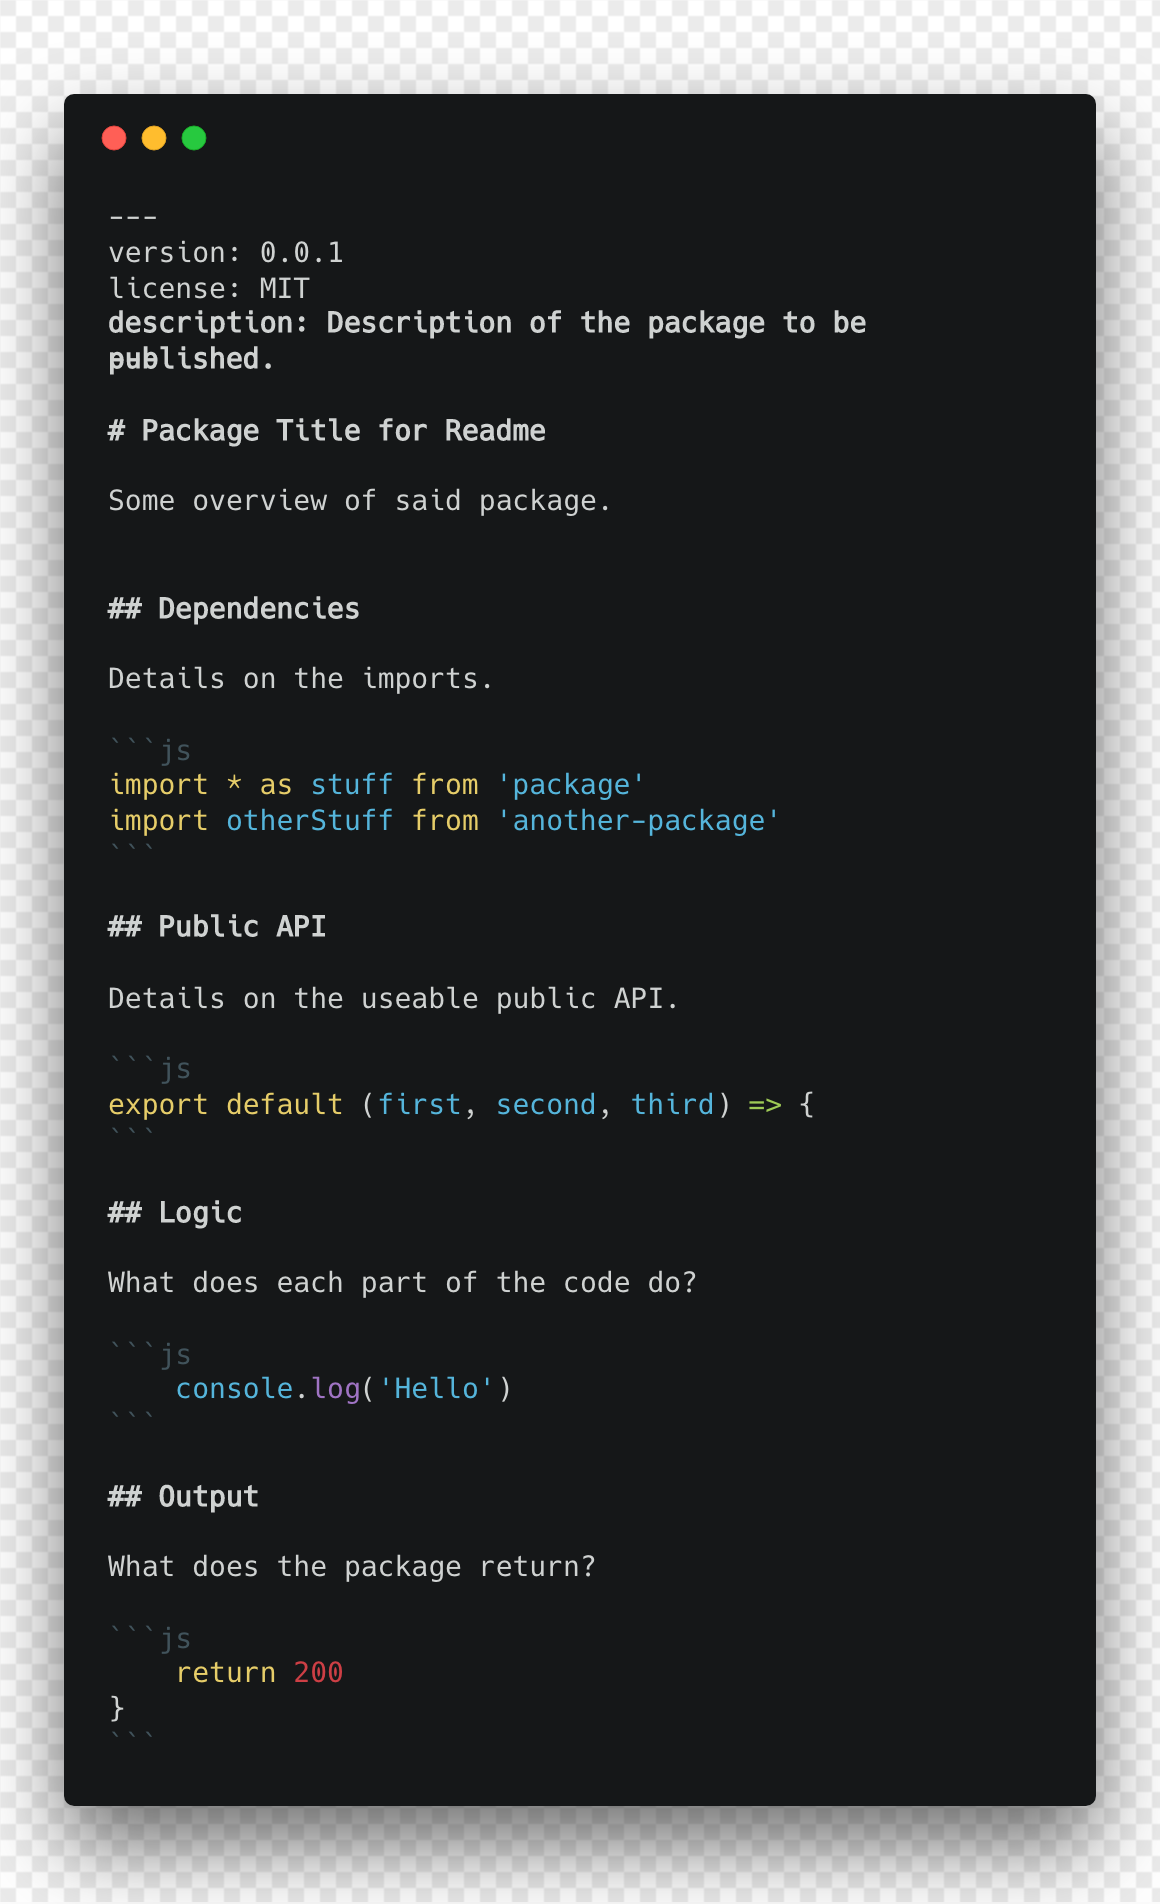 ---
version: 0.0.1
license: MIT
description: Description of the package to be
published.
---
# Package Title for Readme
Some overview of said package.
## Dependencies
Details on the imports.
```js
import * as stuff from 'package'
import otherStuff from 'another-package'
```
## Public API
Details on the useable public API.
```js
export default (first, second, third) => {
```
## Logic
What does each part of the code do?
```js
    console.log('Hello')
```
## Output
What does the package return?
```js
    return 200
}
```